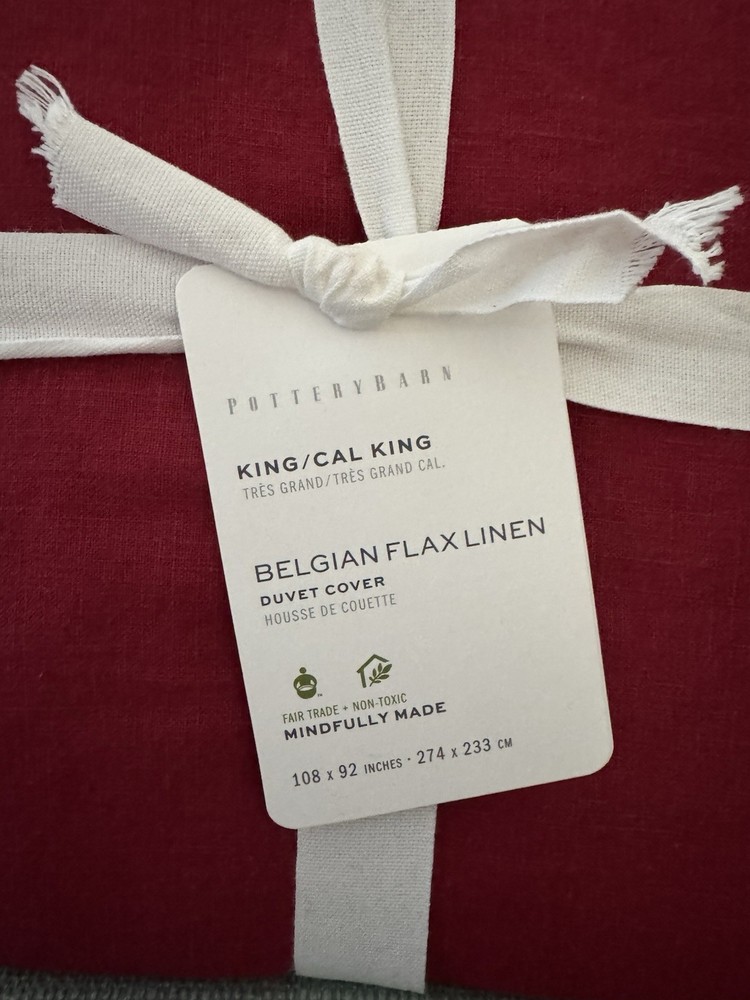 POTTERYBARN
KING/CAL KING
TRÈS GRAND/TRÈS GRAND CAL.
BELGIAN FLAX LINEN
DUVET COVER
HOUSSE DE COUETTE
FAIR TRADE + NON-TOXIC
MINDFULLY MADE
108 x 92 INCHES · 274 x 233 CM